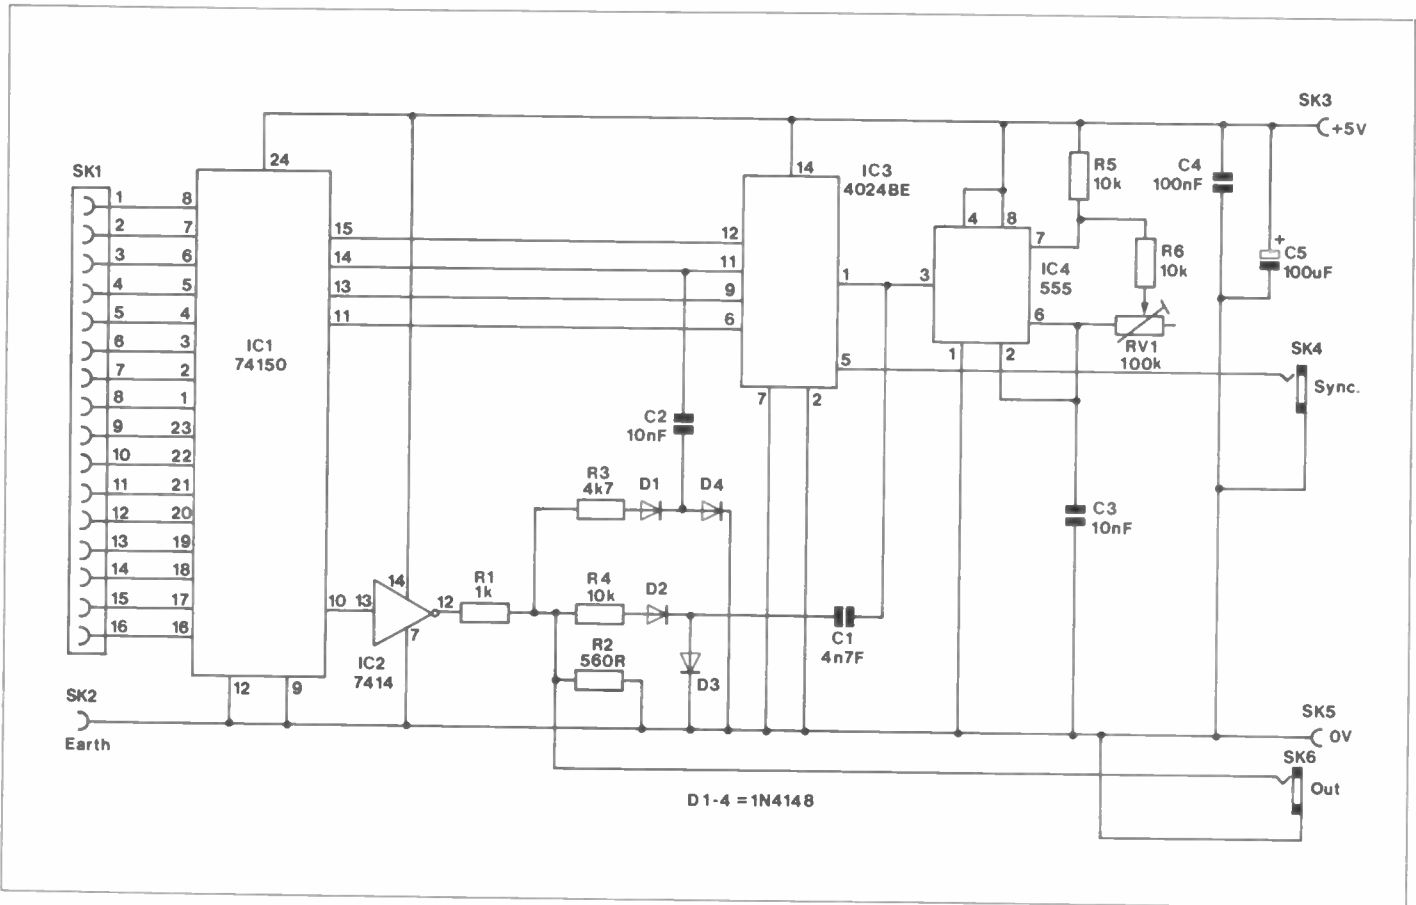 SK3
+5V
24
14
SK1
IC3
4024BE
R5
10k
C4
100nF
1 8
2 7
3 6
4 5
5 4
6 3
7 2
8 1
9 23
10 22
11 21
12 20
13 19
14 18
15 17
16 16
IC1
74150
15
14
13
11
12
11
9
6
1
5
7
2
3
4
8
7
6
1
2
IC4
555
R6
10k
RV1
100k
+
C5
100uF
SK4
Sync.
C2
10nF
R3
4k7
D1
D4
C3
10nF
10 13
14
12
7
IC2
7414
R1
1k
R4
10k
D2
R2
560R
D3
C1
4n7F
12
9
SK2
Earth
SK5
0V
SK6
Out
D1-4 = 1N4148